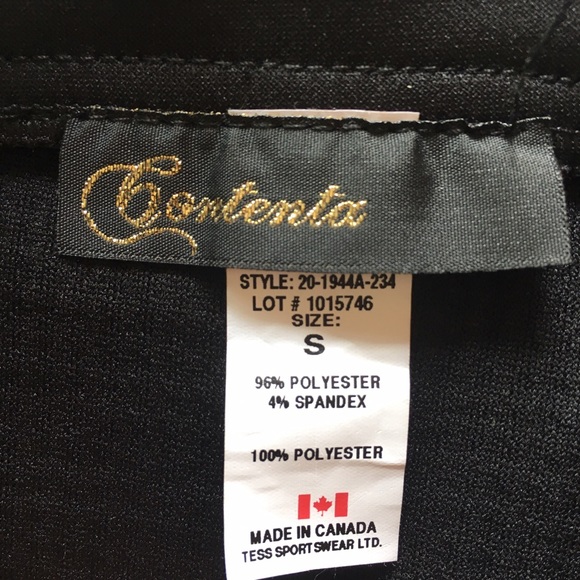 Contenta
STYLE: 20-1944A-234
LOT # 1015746
SIZE:
S
96% POLYESTER
4% SPANDEX
100% POLYESTER
MADE IN CANADA
TESS SPORTSWEAR LTD.